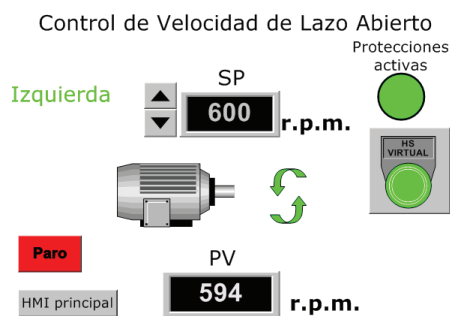 Control de Velocidad de Lazo Abierto
Protecciones
activas
Izquierda
SP
600
r.p.m.
HS
VIRTUAL
Paro
PV
HMI principal
594
r.p.m.